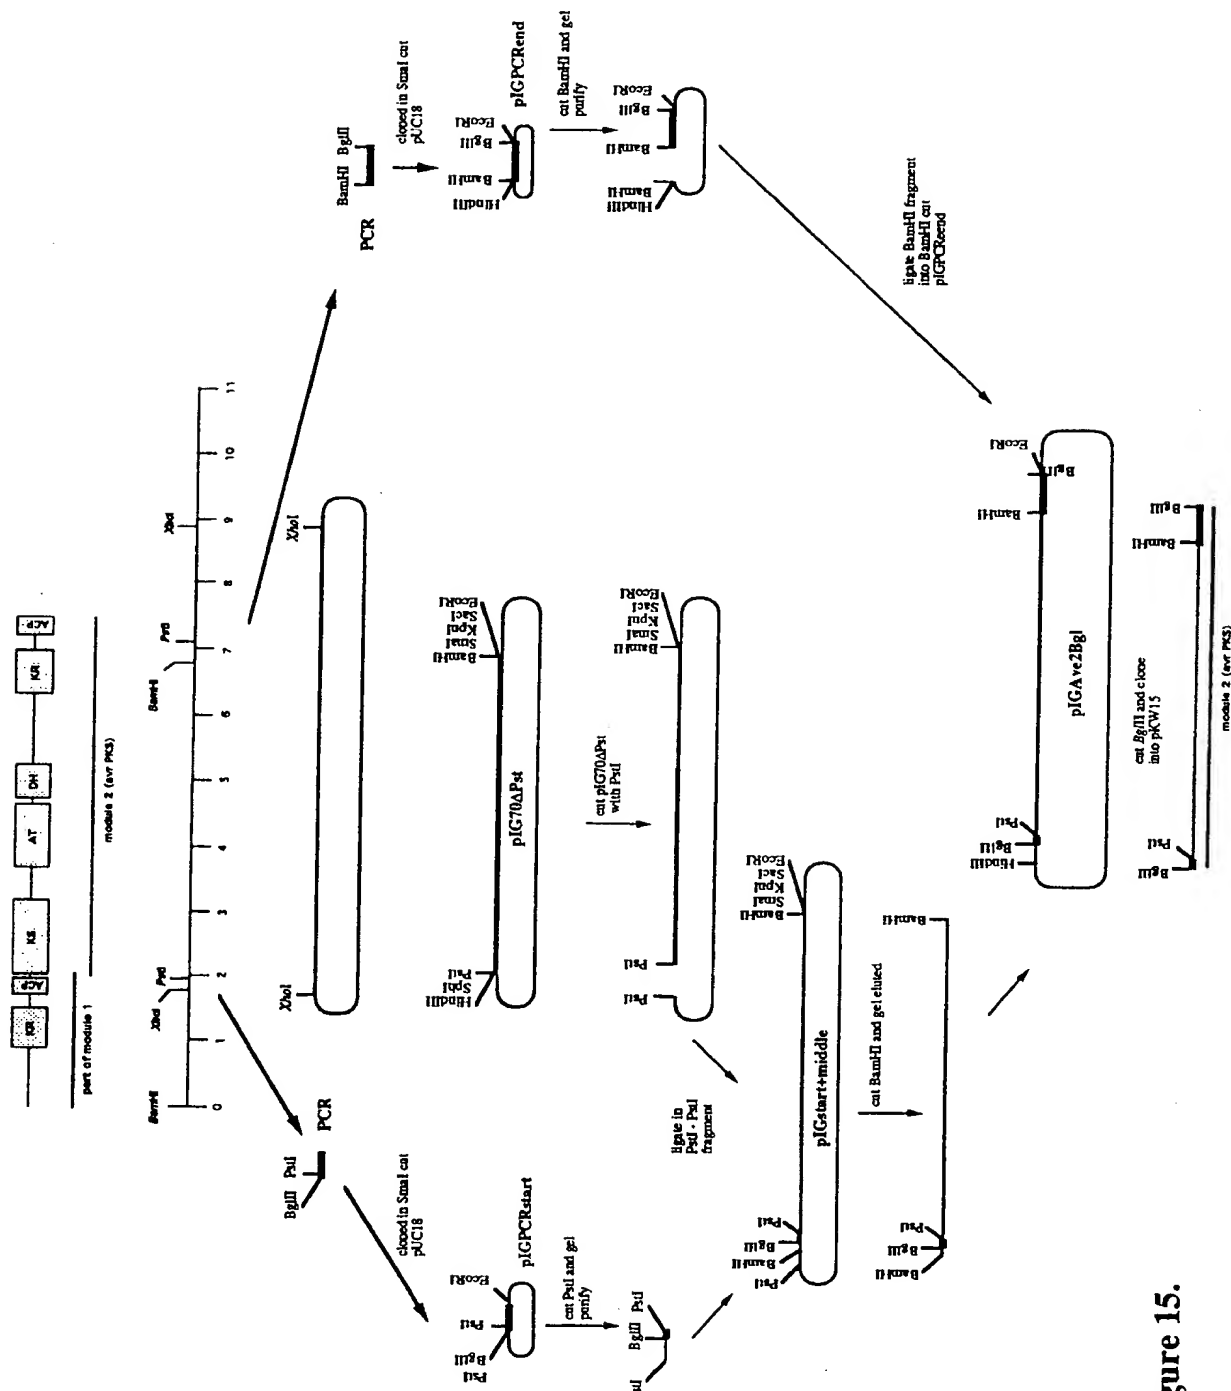 KR
ACP
KS
AT
DH
KR
ACP
part of module 1
module 2 (avr PKS)
BamHI
PstI
BamHI
PstI
0
1
2
3
4
5
6
7
8
9
10
11
BglII PstI
PCR
BamHI BglII
PCR
cloned in SmaI cut
pUC18
cloned in SmaI cut
pUC18
XhoI
XhoI
PstI
BglII
PstI
EcoRI
pIGPCRstart
HindIII
SphI
PstI
BamHI
SmaI
KpnI
SacI
EcoRI
pIG70ΔPst
HindIII
BamHI
BglII
EcoRI
pIGPCRend
cut PstI and gel
purify
cut pIG70ΔPst
with PstI
cut BamHI and gel
purify
BglII PstI
PstI
PstI
BamHI
SmaI
KpnI
SacI
EcoRI
HindIII
BamHI
BamHI
BglII
EcoRI
ligate in
PstI - PstI
fragment
PstI
BamHI
BglII
PstI
BamHI
SmaI
KpnI
SacI
EcoRI
pIGstart+middle
cut BamHI and gel eluted
BamHI
BglII
PstI
BamHI
ligate BamHI fragment
into BamHI cut
pIGPCReend
HindIII
BglII
PstI
BamHI
BglII
EcoRI
pIGAve2Bgl
cut BglII and clone
into pKW15
BglII
PstI
BamHI
BglII
module 2 (avr PKS)
gure 15.